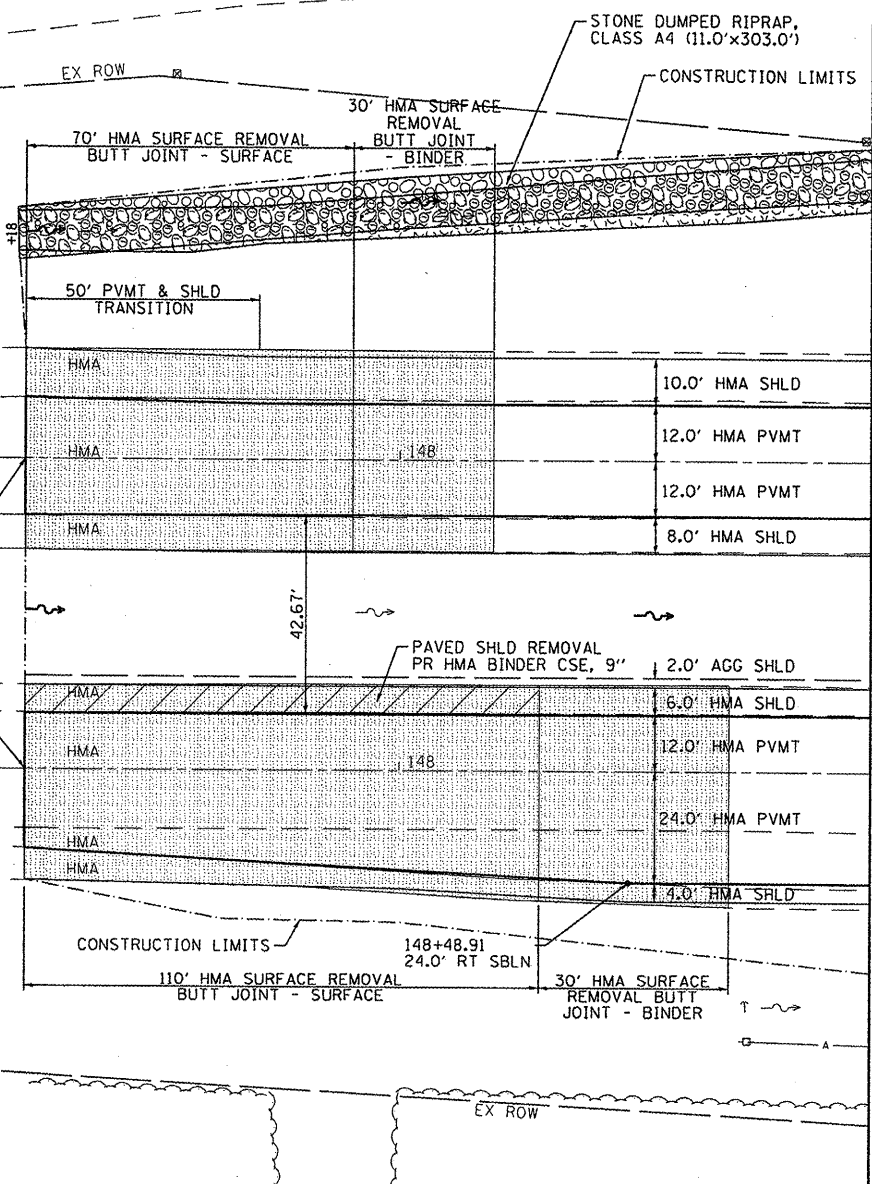 STONE DUMPED RIPRAP,
CLASS A4 (11.0'x303.0')
EX ROW
CONSTRUCTION LIMITS
30' HMA SURFACE
REMOVAL
BUTT JOINT
- BINDER
70' HMA SURFACE REMOVAL
BUTT JOINT - SURFACE
+18
50' PVMT & SHLD
TRANSITION
HMA
10.0' HMA SHLD
12.0' HMA PVMT
HMA
148
12.0' HMA PVMT
HMA
8.0' HMA SHLD
42.67'
PAVED SHLD REMOVAL
PR HMA BINDER CSE, 9"
2.0' AGG SHLD
HMA
6.0' HMA SHLD
12.0' HMA PVMT
HMA
148
24.0' HMA PVMT
HMA
HMA
4.0' HMA SHLD
CONSTRUCTION LIMITS
148+48.91
24.0' RT SBLN
110' HMA SURFACE REMOVAL
BUTT JOINT - SURFACE
30' HMA SURFACE
REMOVAL BUTT
JOINT - BINDER
A
EX ROW